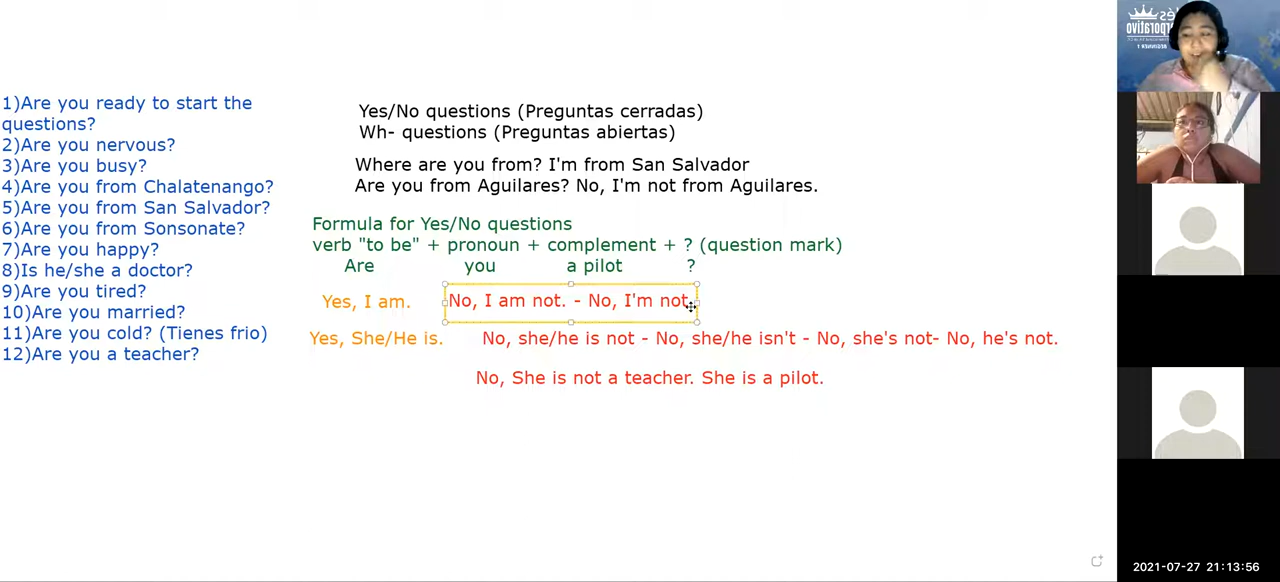 1)Are you ready to start the
questions?
2)Are you nervous?
3)Are you busy?
4)Are you from Chalatenango?
5)Are you from San Salvador?
6)Are you from Sonsonate?
7)Are you happy?
8)Is he/she a doctor?
9)Are you tired?
10)Are you married?
11)Are you cold? (Tienes frio)
12)Are you a teacher?
Yes/No questions (Preguntas cerradas)
Wh- questions (Preguntas abiertas)
Where are you from? I'm from San Salvador
Are you from Aguilares? No, I'm not from Aguilares.
Formula for Yes/No questions
verb "to be" + pronoun + complement + ? (question mark)
Are you a pilot ?
Yes, I am. No, I am not. - No, I'm not.
Yes, She/He is. No, she/he is not - No, she/he isn't - No, she's not- No, he's not.
No, She is not a teacher. She is a pilot.
2021-07-27 21:13:56